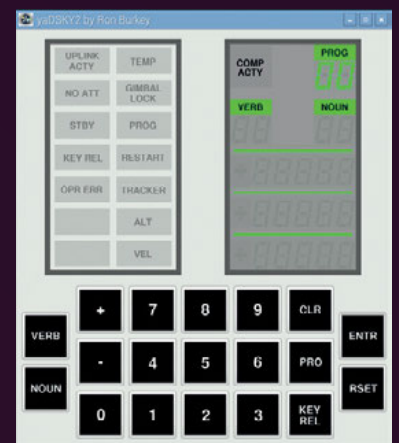 yaDSKY2 by Ron Burkey
UPLINK ACTY
TEMP
NO ATT
GIMBAL LOCK
STBY
PROG
KEY REL
RESTART
OPR ERR
TRACKER
ALT
VEL
COMP ACTY
PROG
VERB
NOUN
+ 7 8 9 CLR
VERB
ENTR
- 4 5 6 PRO
NOUN
RSET
0 1 2 3 KEY REL